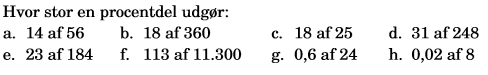 Hvor stor en procentdel udgør:
a. 14 af 56 b. 18 af 360 c. 18 af 25 d. 31 af 248
e. 23 af 184 f. 113 af 11.300 g. 0,6 af 24 h. 0,02 af 8